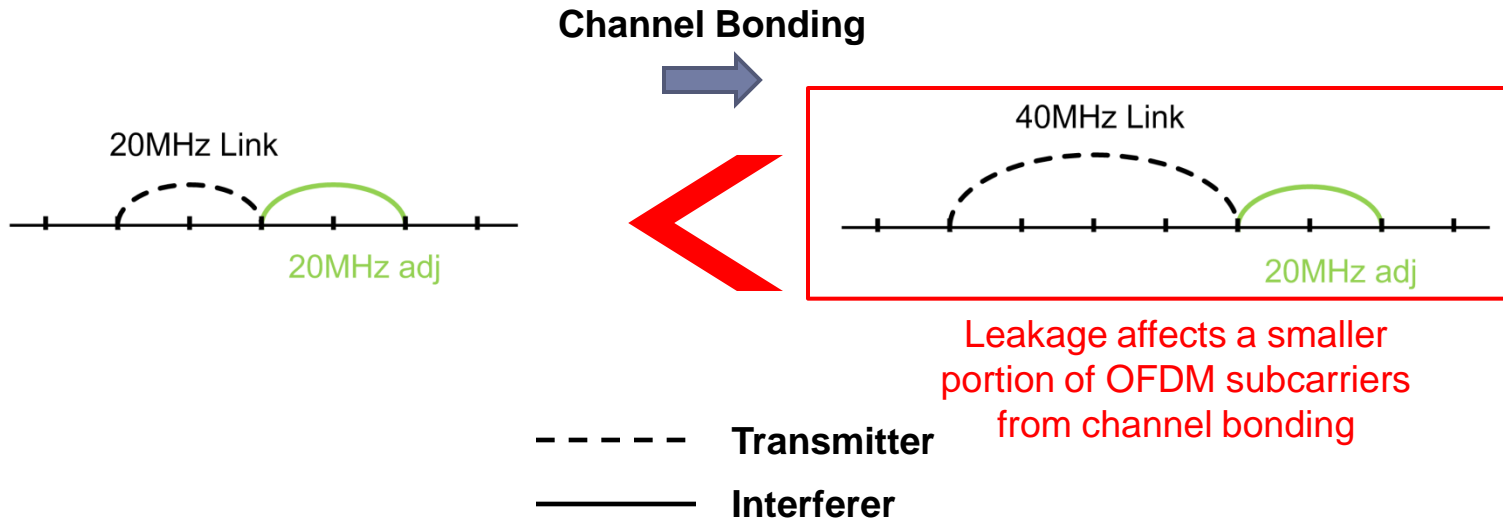 Channel Bonding
20MHz Link
20MHz adj
40MHz Link
20MHz adj
Leakage affects a smaller
portion of OFDM subcarriers
from channel bonding
Transmitter
Interferer